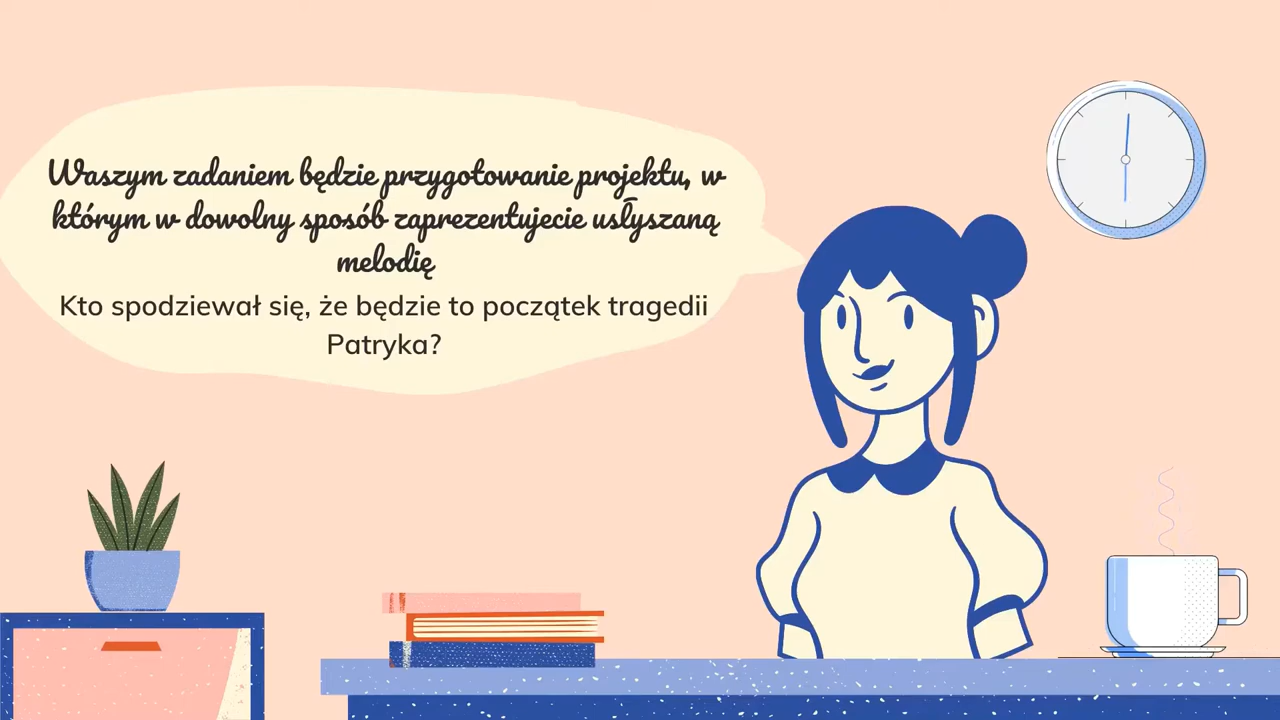 Waszym zadaniem będzie przygotowanie projektu, w
którym w dowolny sposób zaprezentujecie usłyszaną
melodię
Kto spodziewał się, że będzie to początek tragedii
Patryka?